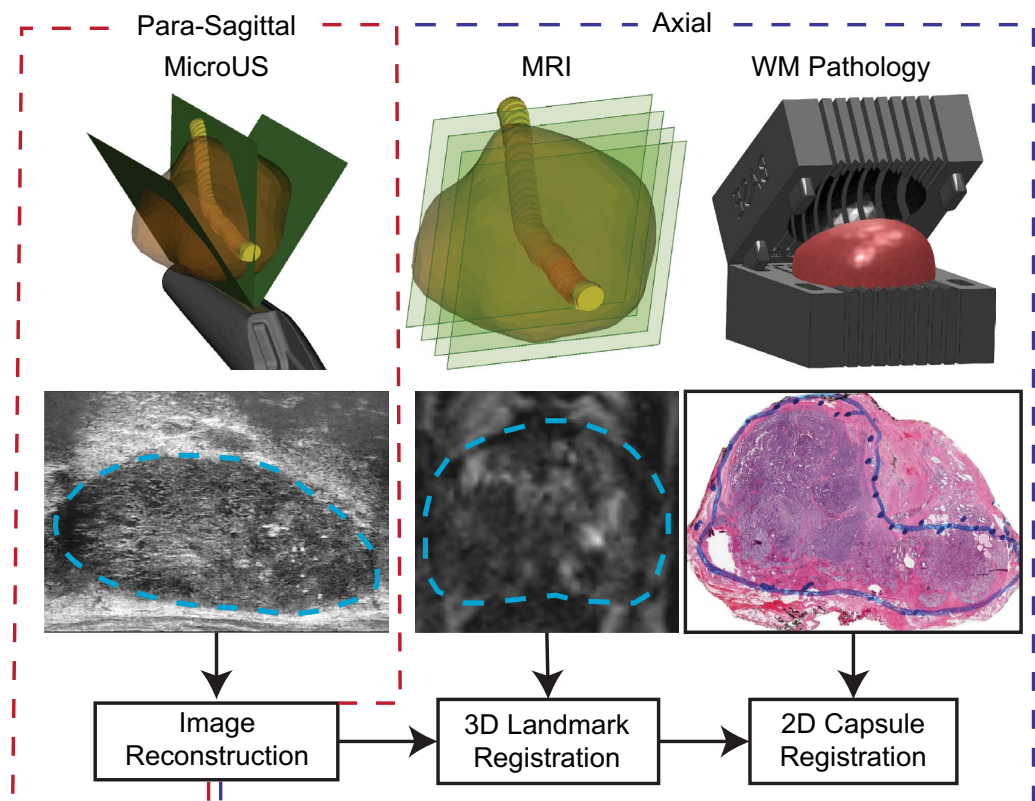 Para-Sagittal
Axial
MicroUS
MRI
WM Pathology
Image
Reconstruction
3D Landmark
Registration
2D Capsule
Registration